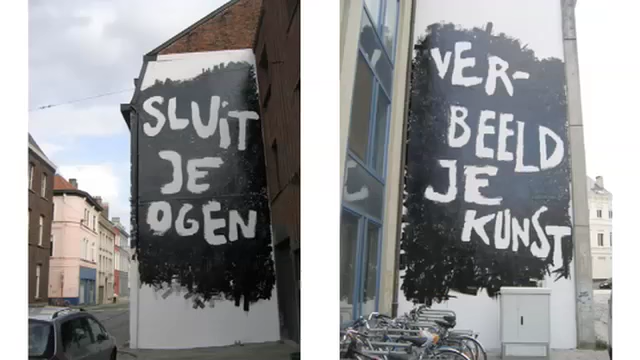 SLUiT
JE
OGEN
VER-
BEELD
JE
KUNST